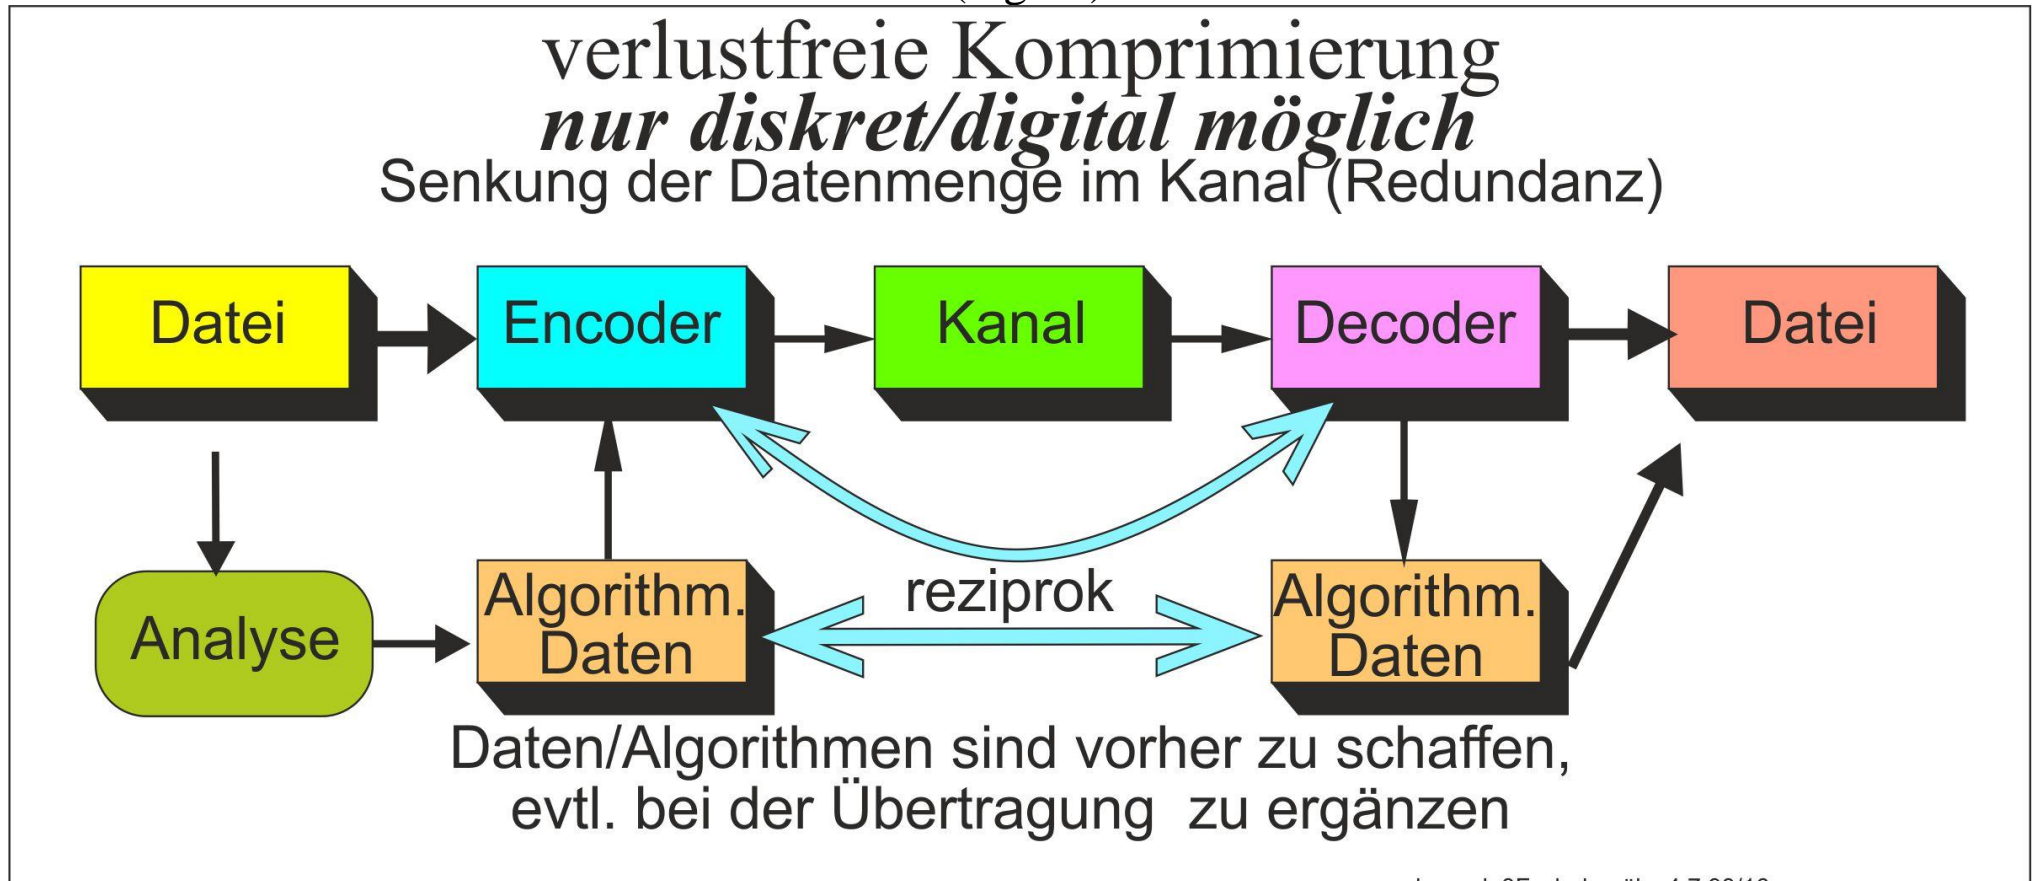 verlustfreie Komprimierung
nur diskret/digital möglich
Senkung der Datenmenge im Kanal (Redundanz)
Datei
Encoder
Kanal
Decoder
Datei
Analyse
Algorithm.
Daten
reziprok
Algorithm.
Daten
Daten/Algorithmen sind vorher zu schaffen,
evtl. bei der Übertragung zu ergänzen